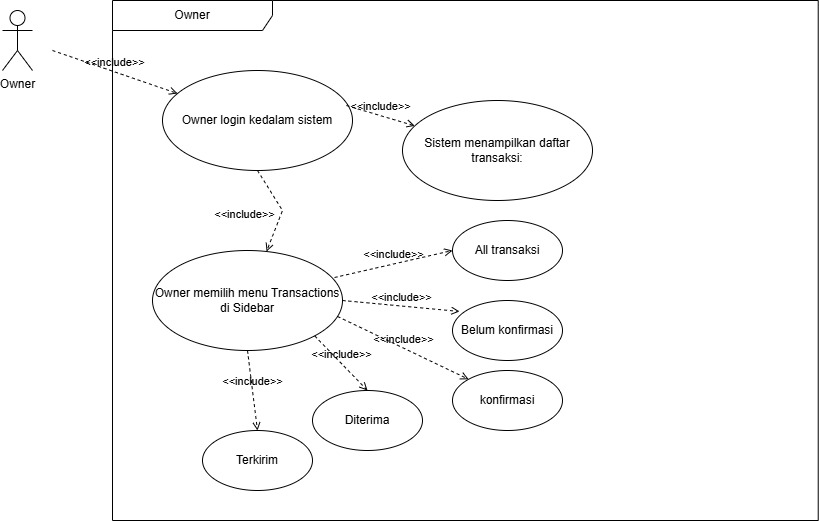 Owner
Owner
<<include>>
Owner login kedalam sistem
<<include>>
Sistem menampilkan daftar
transaksi:
<<include>>
Owner memilih menu Transactions
di Sidebar
<<include>>
All transaksi
<<include>>
Belum konfirmasi
<<include>>
konfirmasi
<<include>>
Diterima
<<include>>
Terkirim